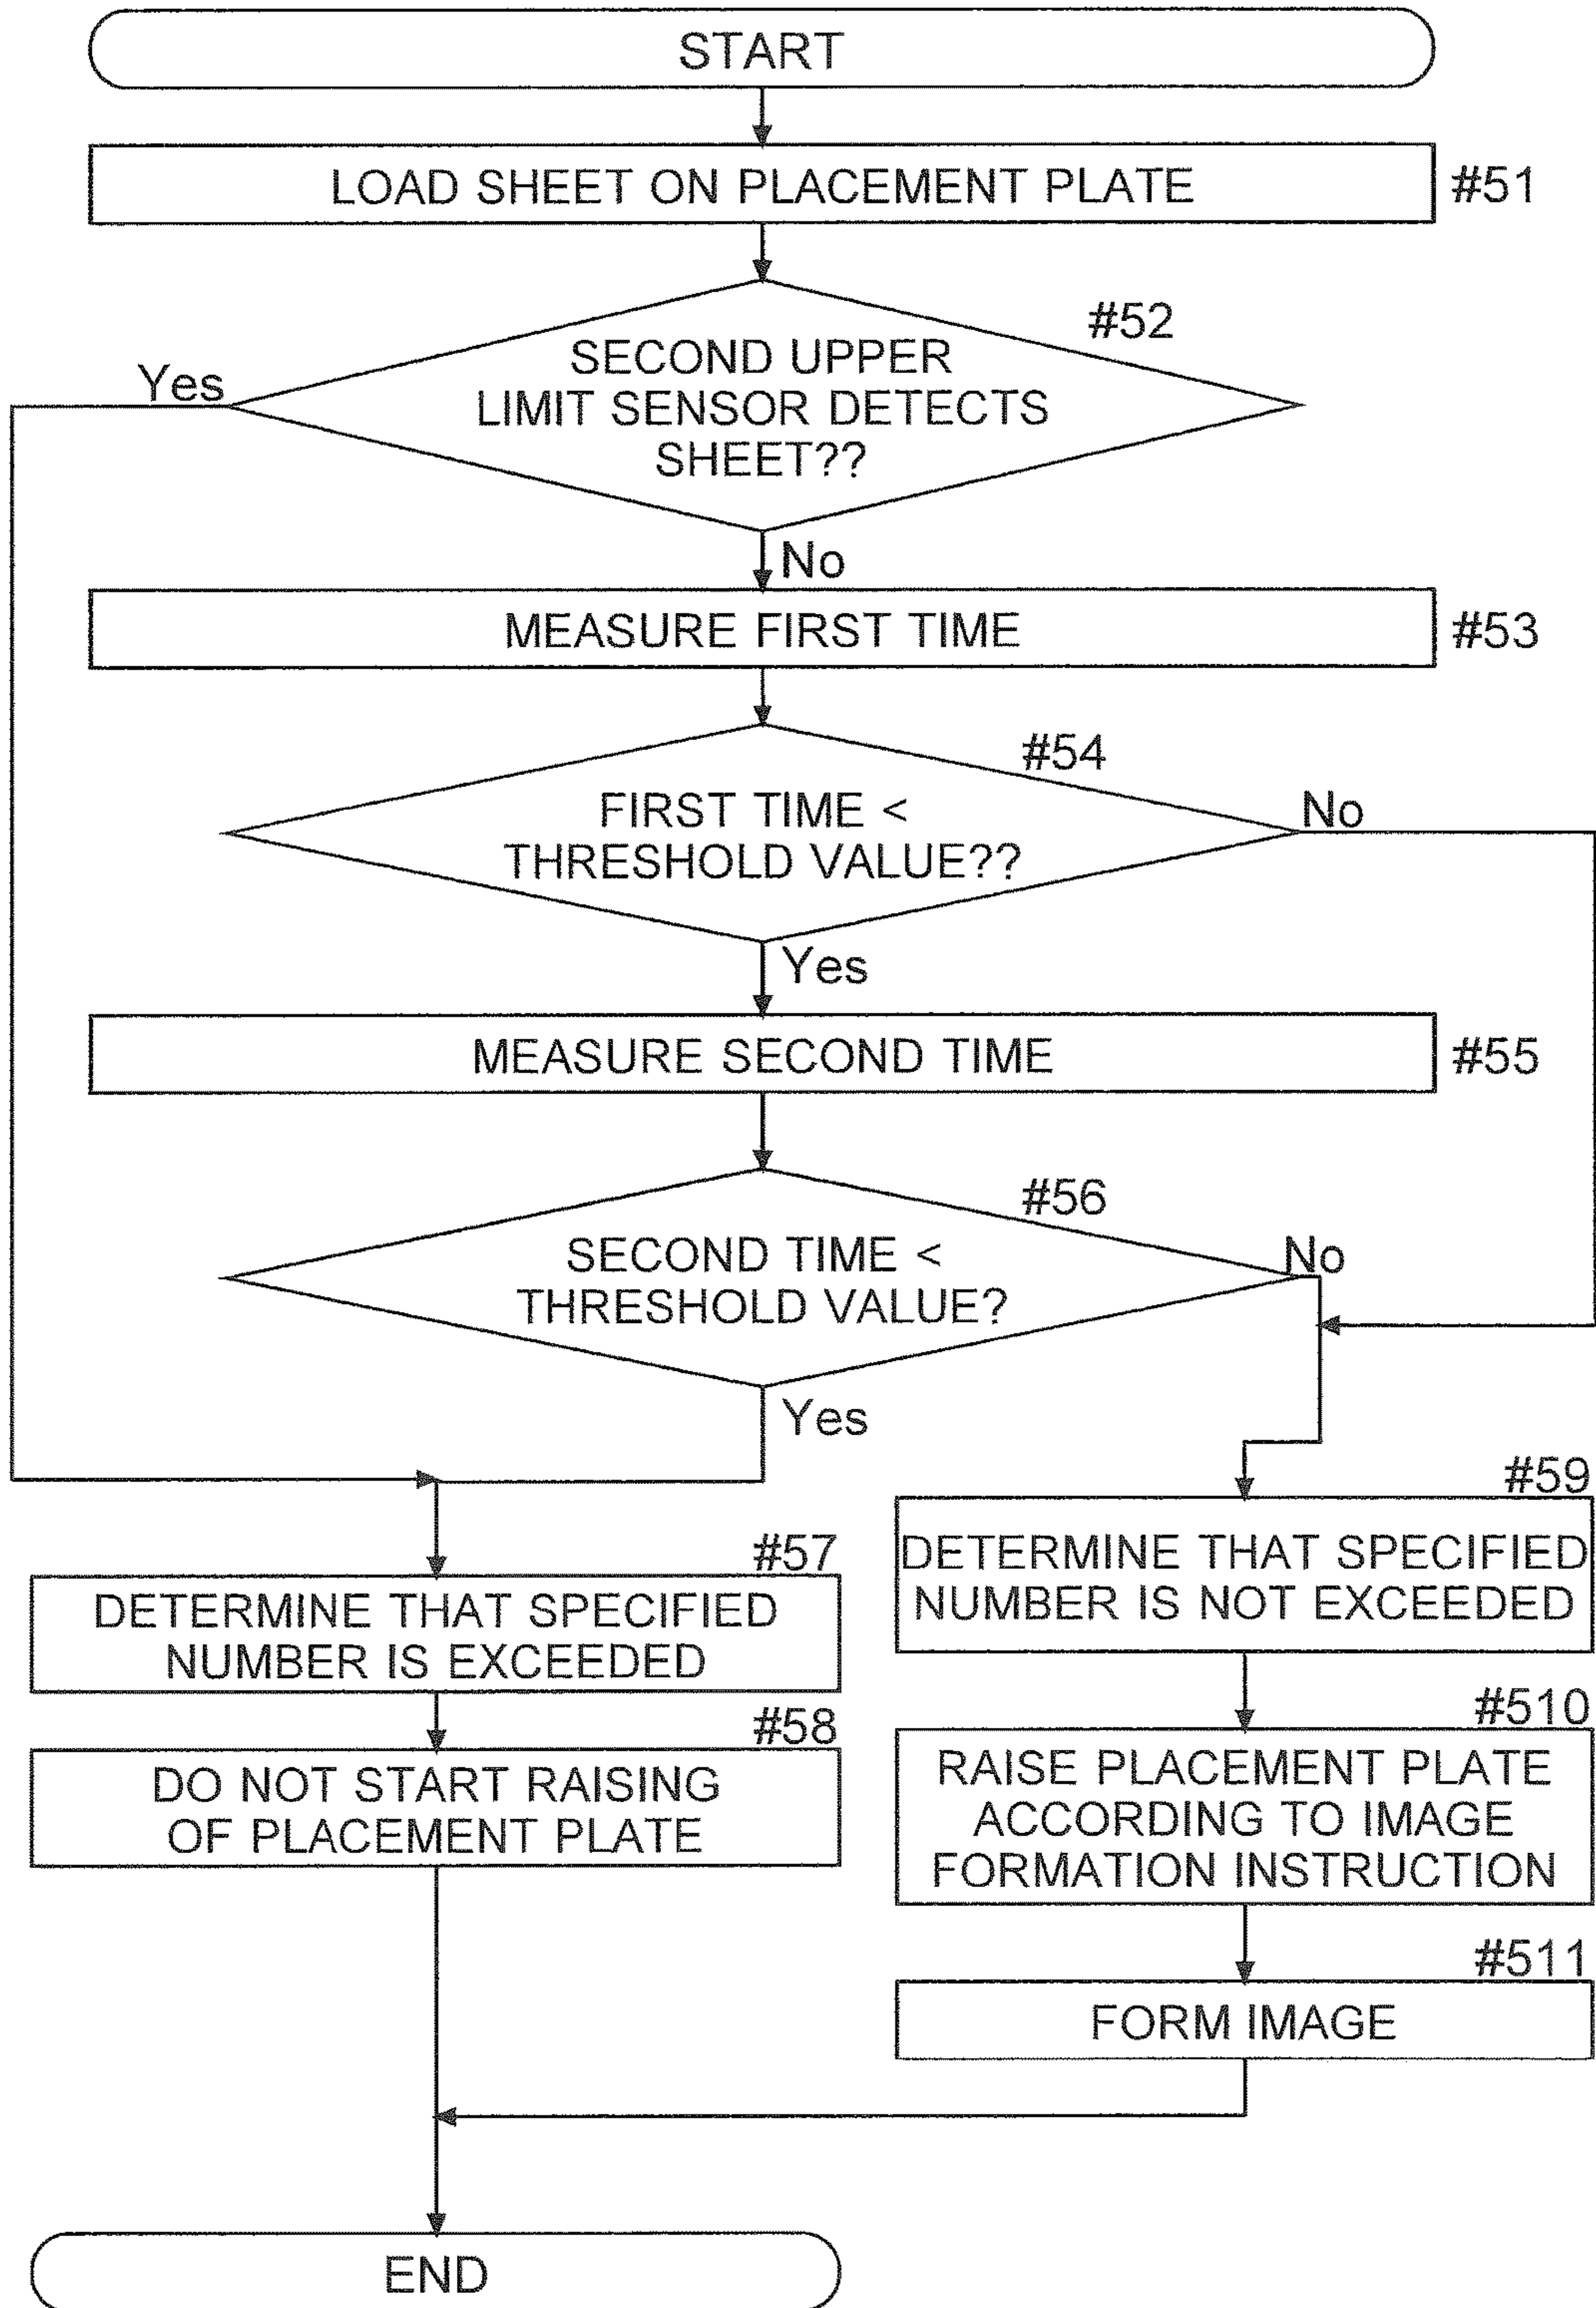 START
LOAD SHEET ON PLACEMENT PLATE
#51
#52
SECOND UPPER
LIMIT SENSOR DETECTS
SHEET??
Yes
No
MEASURE FIRST TIME
#53
#54
FIRST TIME <
THRESHOLD VALUE??
No
Yes
MEASURE SECOND TIME
#55
#56
SECOND TIME <
THRESHOLD VALUE?
No
Yes
#57
DETERMINE THAT SPECIFIED
NUMBER IS EXCEEDED
#58
DO NOT START RAISING
OF PLACEMENT PLATE
#59
DETERMINE THAT SPECIFIED
NUMBER IS NOT EXCEEDED
#510
RAISE PLACEMENT PLATE
ACCORDING TO IMAGE
FORMATION INSTRUCTION
#511
FORM IMAGE
END